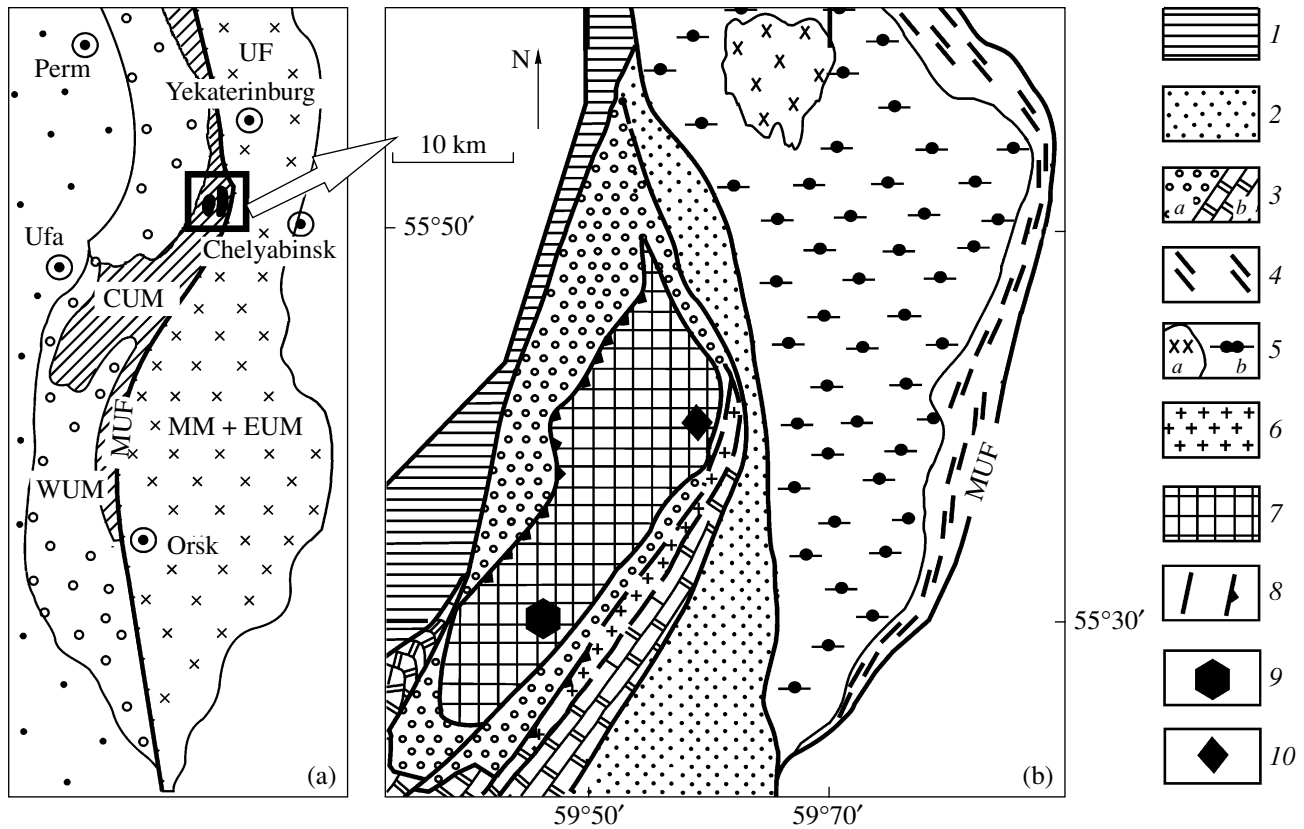 UF
Perm
Yekaterinburg
Ufa
Chelyabinsk
CUM
MUF
MM + EUM
WUM
Orsk
(a)
N
10 km
55°50′
MUF
55°30′
(b)
59°50′
59°70′
1
2
a b 3
4
a b 5
6
7
8
9
10